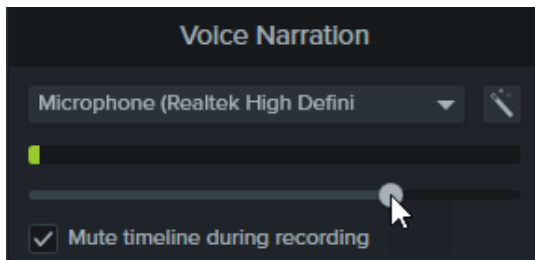 Voice Narration
Microphone (Realtek High Defini
Mute timeline during recording